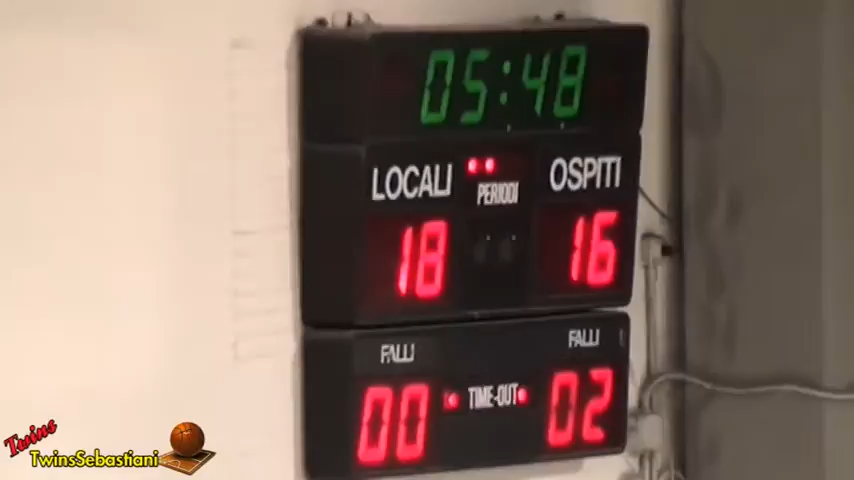 05:48
LOCALI
PERIODI
OSPITI
18
16
FALLI
FALLI
TIME-OUT
00
02
Twins
TwinsSebastiani